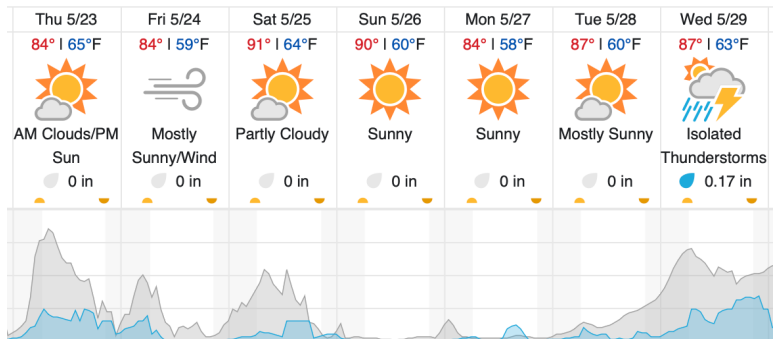 Thu 5/23 Fri 5/24 Sat 5/25 Sun 5/26 Mon 5/27 Tue 5/28 Wed 5/29
84° | 65°F 84° | 59°F 91° | 64°F 90° | 60°F 84° | 58°F 87° | 60°F 87° | 63°F
AM Clouds/PM Mostly Partly Cloudy Sunny Sunny Mostly Sunny Isolated
Sun Sunny/Wind Thunderstorms
0 in 0 in 0 in 0 in 0 in 0 in 0.17 in